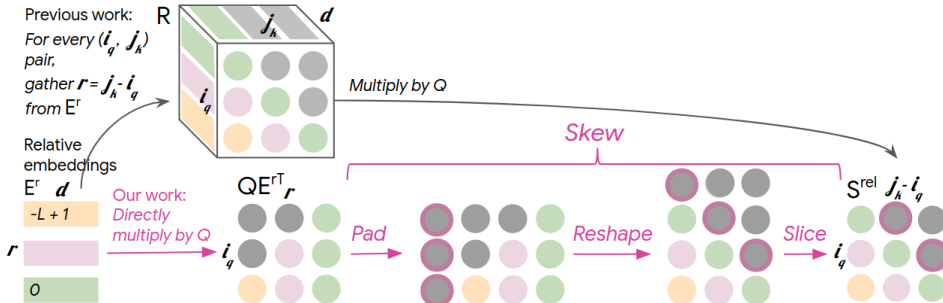 Previous work:
For every (i_q, j_k)
pair,
gather r = j_k - i_q
from E^r
R
j_k
d
i_q
Multiply by Q
Relative
embeddings
E^r d
-L + 1
r
0
Our work:
Directly
multiply by Q
QE^rT
r
i_q
Skew
Pad
Reshape
Slice
S^rel
j_k - i_q
i_q